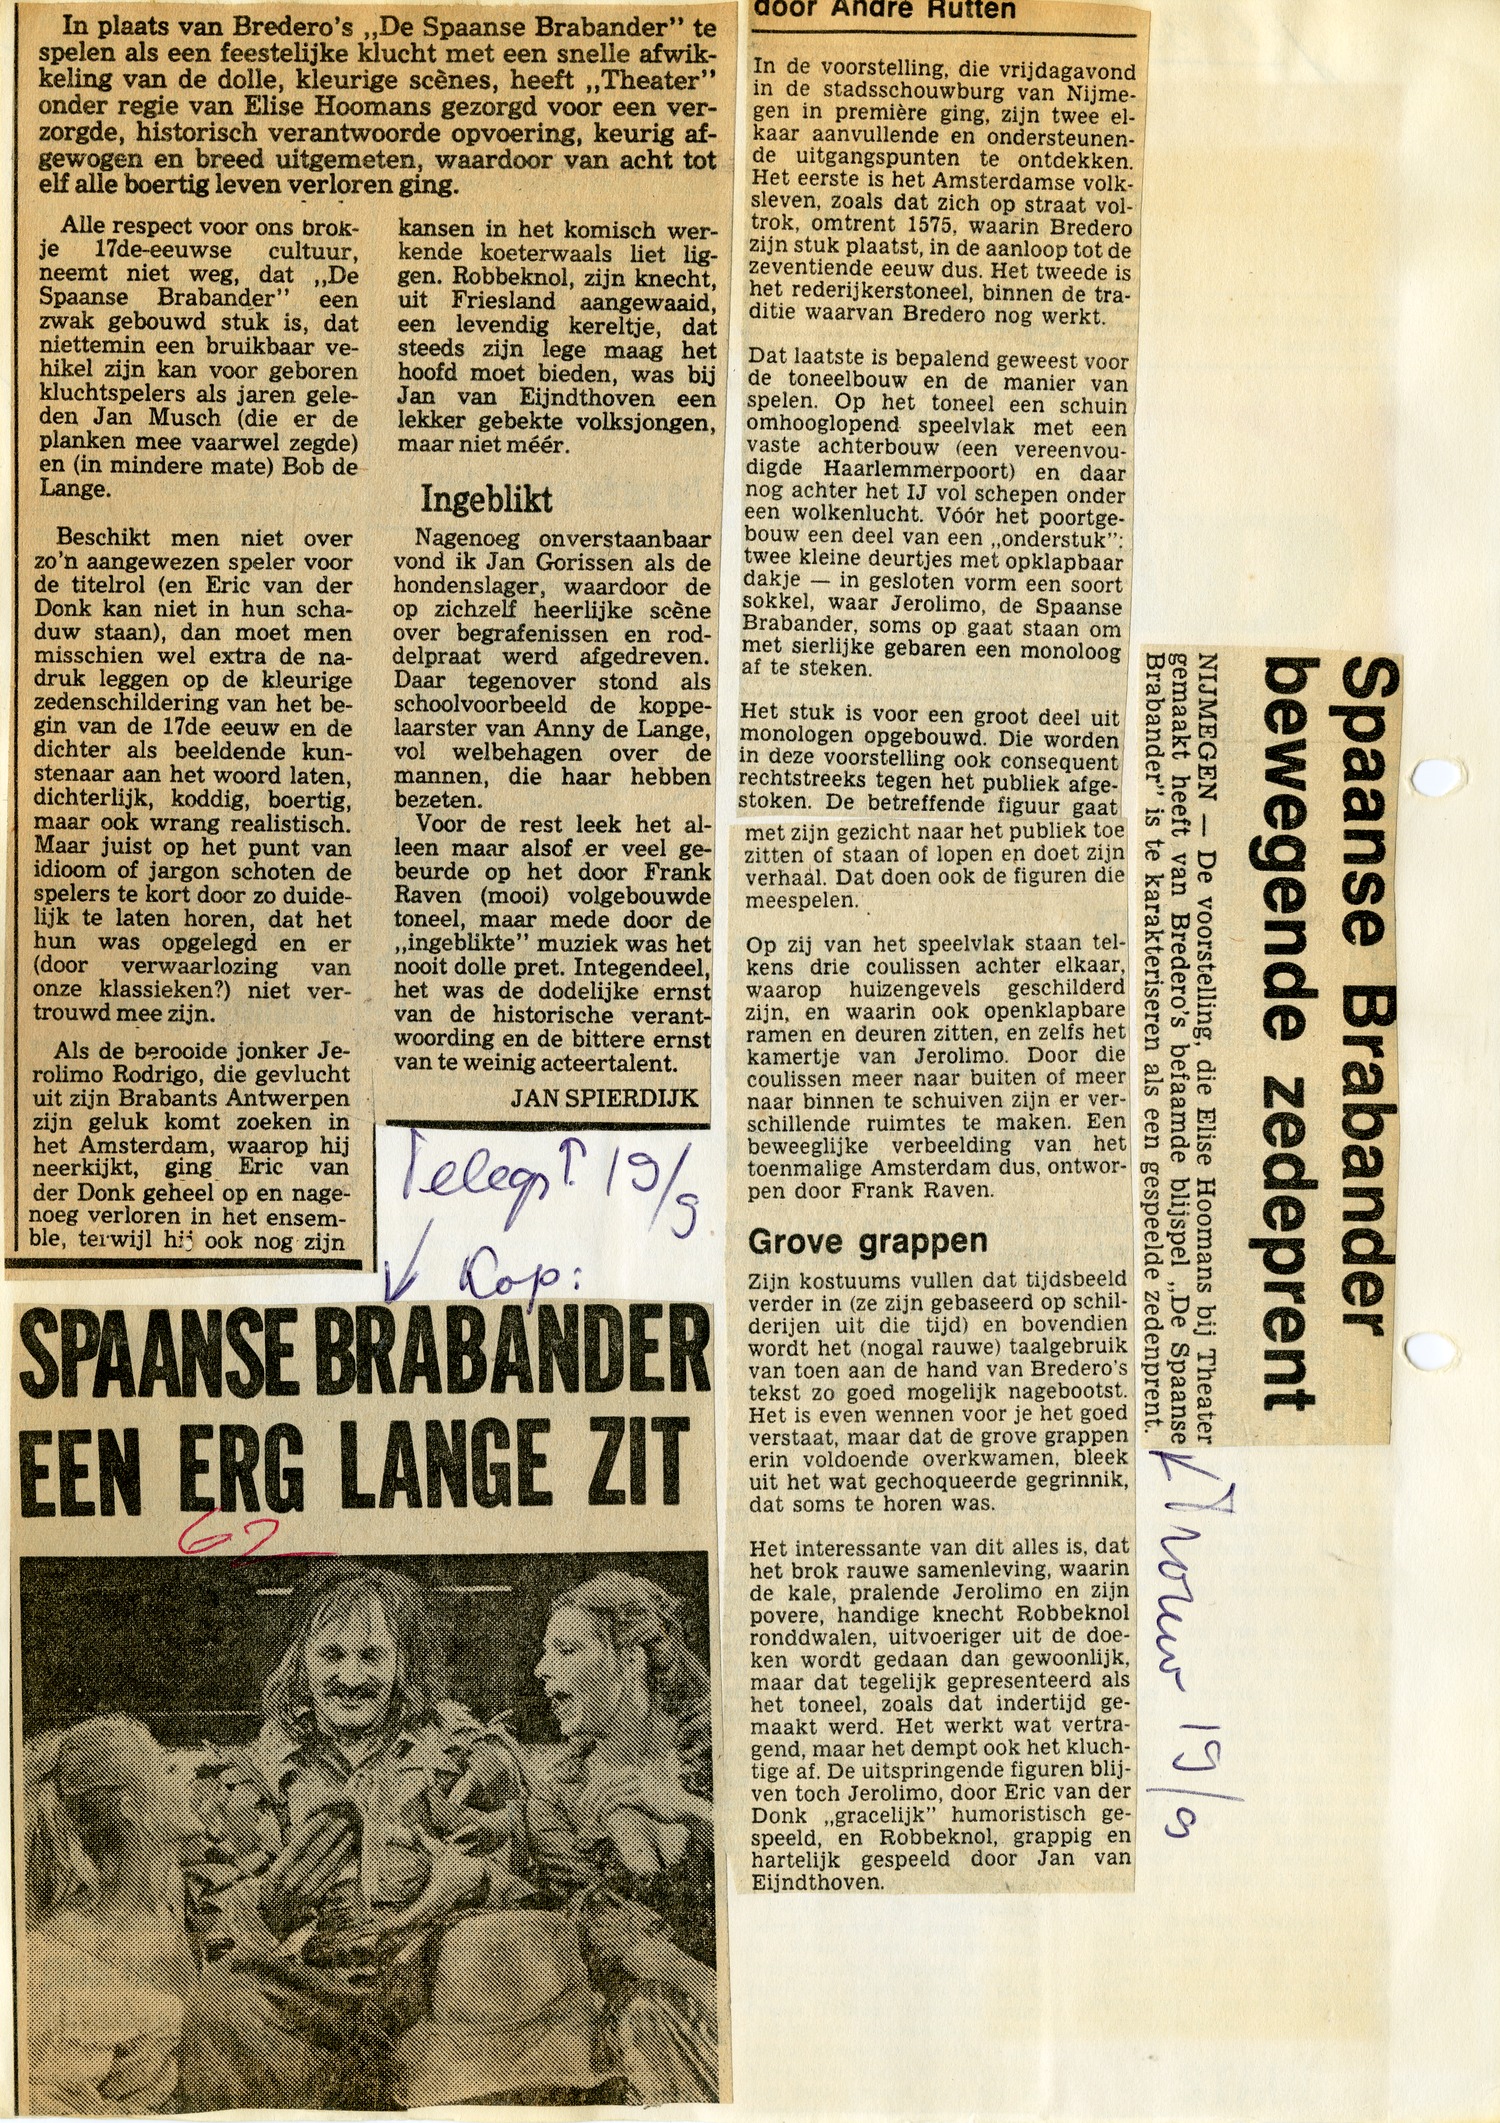 In plaats van Bredero's „De Spaanse Brabander” te
spelen als een feestelijke klucht met een snelle afwik-
keling van de dolle, kleurige scènes, heeft „Theater”
onder regie van Elise Hoomans gezorgd voor een ver-
zorgde, historisch verantwoorde opvoering, keurig af-
gewogen en breed uitgemeten, waardoor van acht tot
elf alle boertig leven verloren ging.
Alle respect voor ons brok-
je 17de-eeuwse cultuur,
neemt niet weg, dat „De
Spaanse Brabander” een
zwak gebouwd stuk is, dat
niettemin een bruikbaar ve-
hikel zijn kan voor geboren
kluchtspelers als jaren gele-
den Jan Musch (die er de
planken mee vaarwel zegde)
en (in mindere mate) Bob de
Lange.
Beschikt men niet over
zo'n aangewezen speler voor
de titelrol (en Eric van der
Donk kan niet in hun scha-
duw staan), dan moet men
misschien wel extra de na-
druk leggen op de kleurige
zedenschildering van het be-
gin van de 17de eeuw en de
dichter als beeldende kun-
stenaar aan het woord laten,
dichterlijk, koddig, boertig,
maar ook wrang realistisch.
Maar juist op het punt van
idioom of jargon schoten de
spelers te kort door zo duide-
lijk te laten horen, dat het
hun was opgelegd en er
(door verwaarlozing van
onze klassieken?) niet ver-
trouwd mee zijn.
Als de berooide jonker Je-
rolimo Rodrigo, die gevlucht
uit zijn Brabants Antwerpen
zijn geluk komt zoeken in
het Amsterdam, waarop hij
neerkijkt, ging Eric van
der Donk geheel op en nage-
noeg verloren in het ensem-
ble, terwijl hij ook nog zijn
kansen in het komisch wer-
kende koeterwaals liet lig-
gen. Robbeknol, zijn knecht,
uit Friesland aangewaaid,
een levendig kereltje, dat
steeds zijn lege maag het
hoofd moet bieden, was bij
Jan van Eijndthoven een
lekker gebekte volksjongen,
maar niet méér.
Ingeblikt
Nagenoeg onverstaanbaar
vond ik Jan Gorissen als de
hondenslager, waardoor de
op zichzelf heerlijke scène
over begrafenissen en rod-
delpraat werd afgedreven.
Daar tegenover stond als
schoolvoorbeeld de koppe-
laarster van Anny de Lange,
vol welbehagen over de
mannen, die haar hebben
bezeten.
Voor de rest leek het al-
leen maar alsof er veel ge-
beurde op het door Frank
Raven (mooi) volgebouwde
toneel, maar mede door de
„ingeblikte” muziek was het
nooit dolle pret. Integendeel,
het was de dodelijke ernst
van de historische verant-
woording en de bittere ernst
van te weinig acteertalent.
JAN SPIERDIJK
Telegr ↑ 19/9
↓ Kop:
SPAANSE BRABANDER
EEN ERG LANGE ZIT
62
door André Rutten
In de voorstelling, die vrijdagavond
in de stadsschouwburg van Nijme-
gen in première ging, zijn twee el-
kaar aanvullende en ondersteunen-
de uitgangspunten te ontdekken.
Het eerste is het Amsterdamse volk-
sleven, zoals dat zich op straat vol-
trok, omtrent 1575, waarin Bredero
zijn stuk plaatst, in de aanloop tot de
zeventiende eeuw dus. Het tweede is
het rederijkerstoneel, binnen de tra-
ditie waarvan Bredero nog werkt.
Dat laatste is bepalend geweest voor
de toneelbouw en de manier van
spelen. Op het toneel een schuin
omhooglopend speelvlak met een
vaste achterbouw (een vereenvou-
digde Haarlemmerpoort) en daar
nog achter het IJ vol schepen onder
een wolkenlucht. Vóór het poortge-
bouw een deel van een „onderstuk”:
twee kleine deurtjes met opklapbaar
dakje — in gesloten vorm een soort
sokkel, waar Jerolimo, de Spaanse
Brabander, soms op gaat staan om
met sierlijke gebaren een monoloog
af te steken.
Het stuk is voor een groot deel uit
monologen opgebouwd. Die worden
in deze voorstelling ook consequent
rechtstreeks tegen het publiek afge-
stoken. De betreffende figuur gaat
met zijn gezicht naar het publiek toe
zitten of staan of lopen en doet zijn
verhaal. Dat doen ook de figuren die
meespelen.
Op zij van het speelvlak staan tel-
kens drie coulissen achter elkaar,
waarop huizengevels geschilderd
zijn, en waarin ook openklapbare
ramen en deuren zitten, en zelfs het
kamertje van Jerolimo. Door die
coulissen meer naar buiten of meer
naar binnen te schuiven zijn er ver-
schillende ruimtes te maken. Een
beweeglijke verbeelding van het
toenmalige Amsterdam dus, ontwor-
pen door Frank Raven.
Grove grappen
Zijn kostuums vullen dat tijdsbeeld
verder in (ze zijn gebaseerd op schil-
derijen uit die tijd) en bovendien
wordt het (nogal rauwe) taalgebruik
van toen aan de hand van Bredero's
tekst zo goed mogelijk nagebootst.
Het is even wennen voor je het goed
verstaat, maar dat de grove grappen
erin voldoende overkwamen, bleek
uit het wat gechoqueerde gegrinnik,
dat soms te horen was.
Het interessante van dit alles is, dat
het brok rauwe samenleving, waarin
de kale, pralende Jerolimo en zijn
povere, handige knecht Robbeknol
ronddwalen, uitvoeriger uit de doe-
ken wordt gedaan dan gewoonlijk,
maar dat tegelijk gepresenteerd als
het toneel, zoals dat indertijd ge-
maakt werd. Het werkt wat vertra-
gend, maar het dempt ook het kluch-
tige af. De uitspringende figuren blij-
ven toch Jerolimo, door Eric van der
Donk „gracelijk” humoristisch ge-
speeld, en Robbeknol, grappig en
hartelijk gespeeld door Jan van
Eijndthoven.
Spaanse Brabander
bewegende zedeprent
NIJMEGEN — De voorstelling, die Elise Hoomans bij Theater
gemaakt heeft van Bredero's befaamde blijspel „De Spaanse
Brabander” is te karakteriseren als een gespeelde zedenprent.
↙ Trouw 19/9